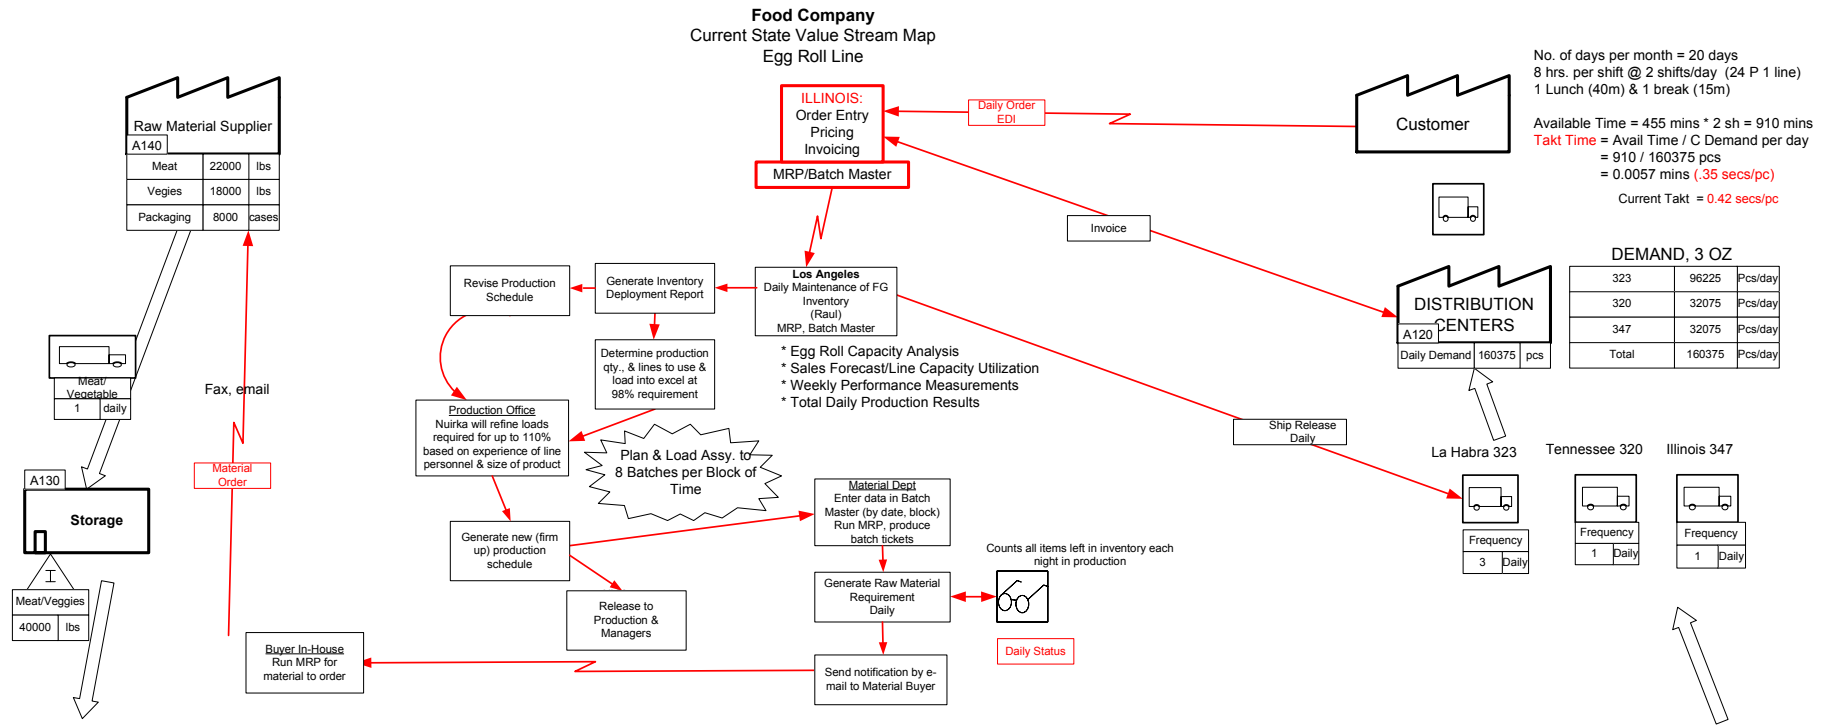 Food Company
Current State Value Stream Map
Egg Roll Line
No. of days per month = 20 days
8 hrs. per shift @ 2 shifts/day  (24 P 1 line)
1 Lunch (40m) & 1 break (15m)
Available Time = 455 mins * 2 sh = 910 mins
Takt Time = Avail Time / C Demand per day
= 910 / 160375 pcs
= 0.0057 mins (.35 secs/pc)
Current Takt  = 0.42 secs/pc
Raw Material Supplier
A140
Meat 22000 lbs
Vegies 18000 lbs
Packaging 8000 cases
ILLINOIS:
Order Entry
Pricing
Invoicing
MRP/Batch Master
Daily Order
EDI
Customer
Invoice
DEMAND, 3 OZ
323 96225 Pcs/day
320 32075 Pcs/day
347 32075 Pcs/day
Total 160375 Pcs/day
DISTRIBUTION
CENTERS
A120
Daily Demand 160375 pcs
Revise Production
Schedule
Generate Inventory
Deployment Report
Los Angeles
Daily Maintenance of FG
Inventory
(Raul)
MRP, Batch Master
* Egg Roll Capacity Analysis
* Sales Forecast/Line Capacity Utilization
* Weekly Performance Measurements
* Total Daily Production Results
Determine production
qty., & lines to use &
load into excel at
98% requirement
Meat/
Vegetable
1 daily
Fax, email
Production Office
Nuirka will refine loads
required for up to 110%
based on experience of line
personnel & size of product
Plan & Load Assy. to
8 Batches per Block of
Time
Ship Release
Daily
La Habra 323
Tennessee 320
Illinois 347
Frequency
3 Daily
Frequency
1 Daily
Frequency
1 Daily
Material
Order
A130
Storage
Meat/Veggies
40000 lbs
I
Generate new (firm
up) production
schedule
Material Dept
Enter data in Batch
Master (by date, block)
Run MRP, produce
batch tickets
Counts all items left in inventory each
night in production
Generate Raw Material
Requirement
Daily
Release to
Production &
Managers
Daily Status
Buyer In-House
Run MRP for
material to order
Send notification by e-
mail to Material Buyer